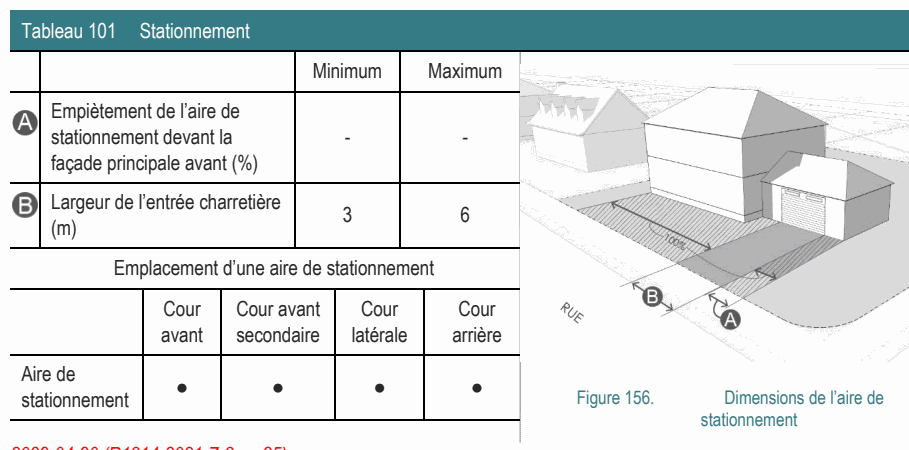 Tableau 101 Stationnement
Minimum Maximum
A Empiètement de l'aire de
stationnement devant la
façade principale avant (%)
- -
B Largeur de l'entrée charretière
(m)
3 6
Emplacement d'une aire de stationnement
Cour
avant
Cour avant
secondaire
Cour
latérale
Cour
arrière
Aire de
stationnement
● ● ● ●
100%
B
A
RUE
Figure 156. Dimensions de l'aire de
stationnement